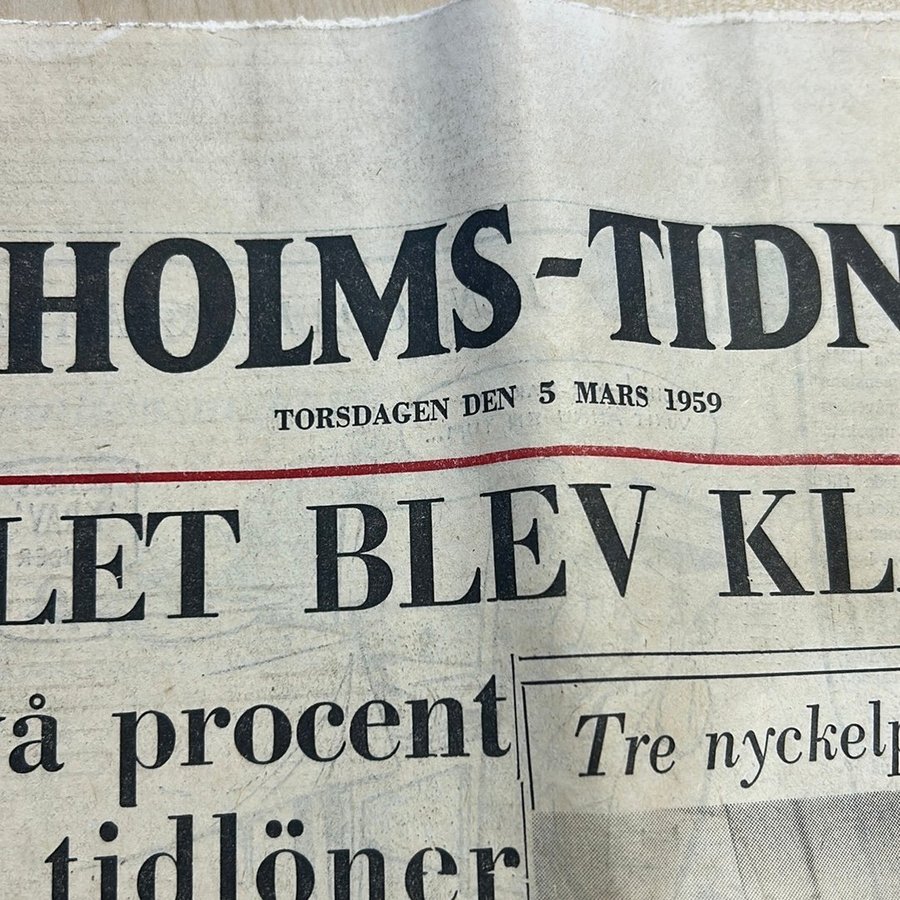 HOLMS-TIDN
TORSDAGEN DEN 5 MARS 1959
LET BLEV KL
vå procent
tidlöner
Tre nyckelp